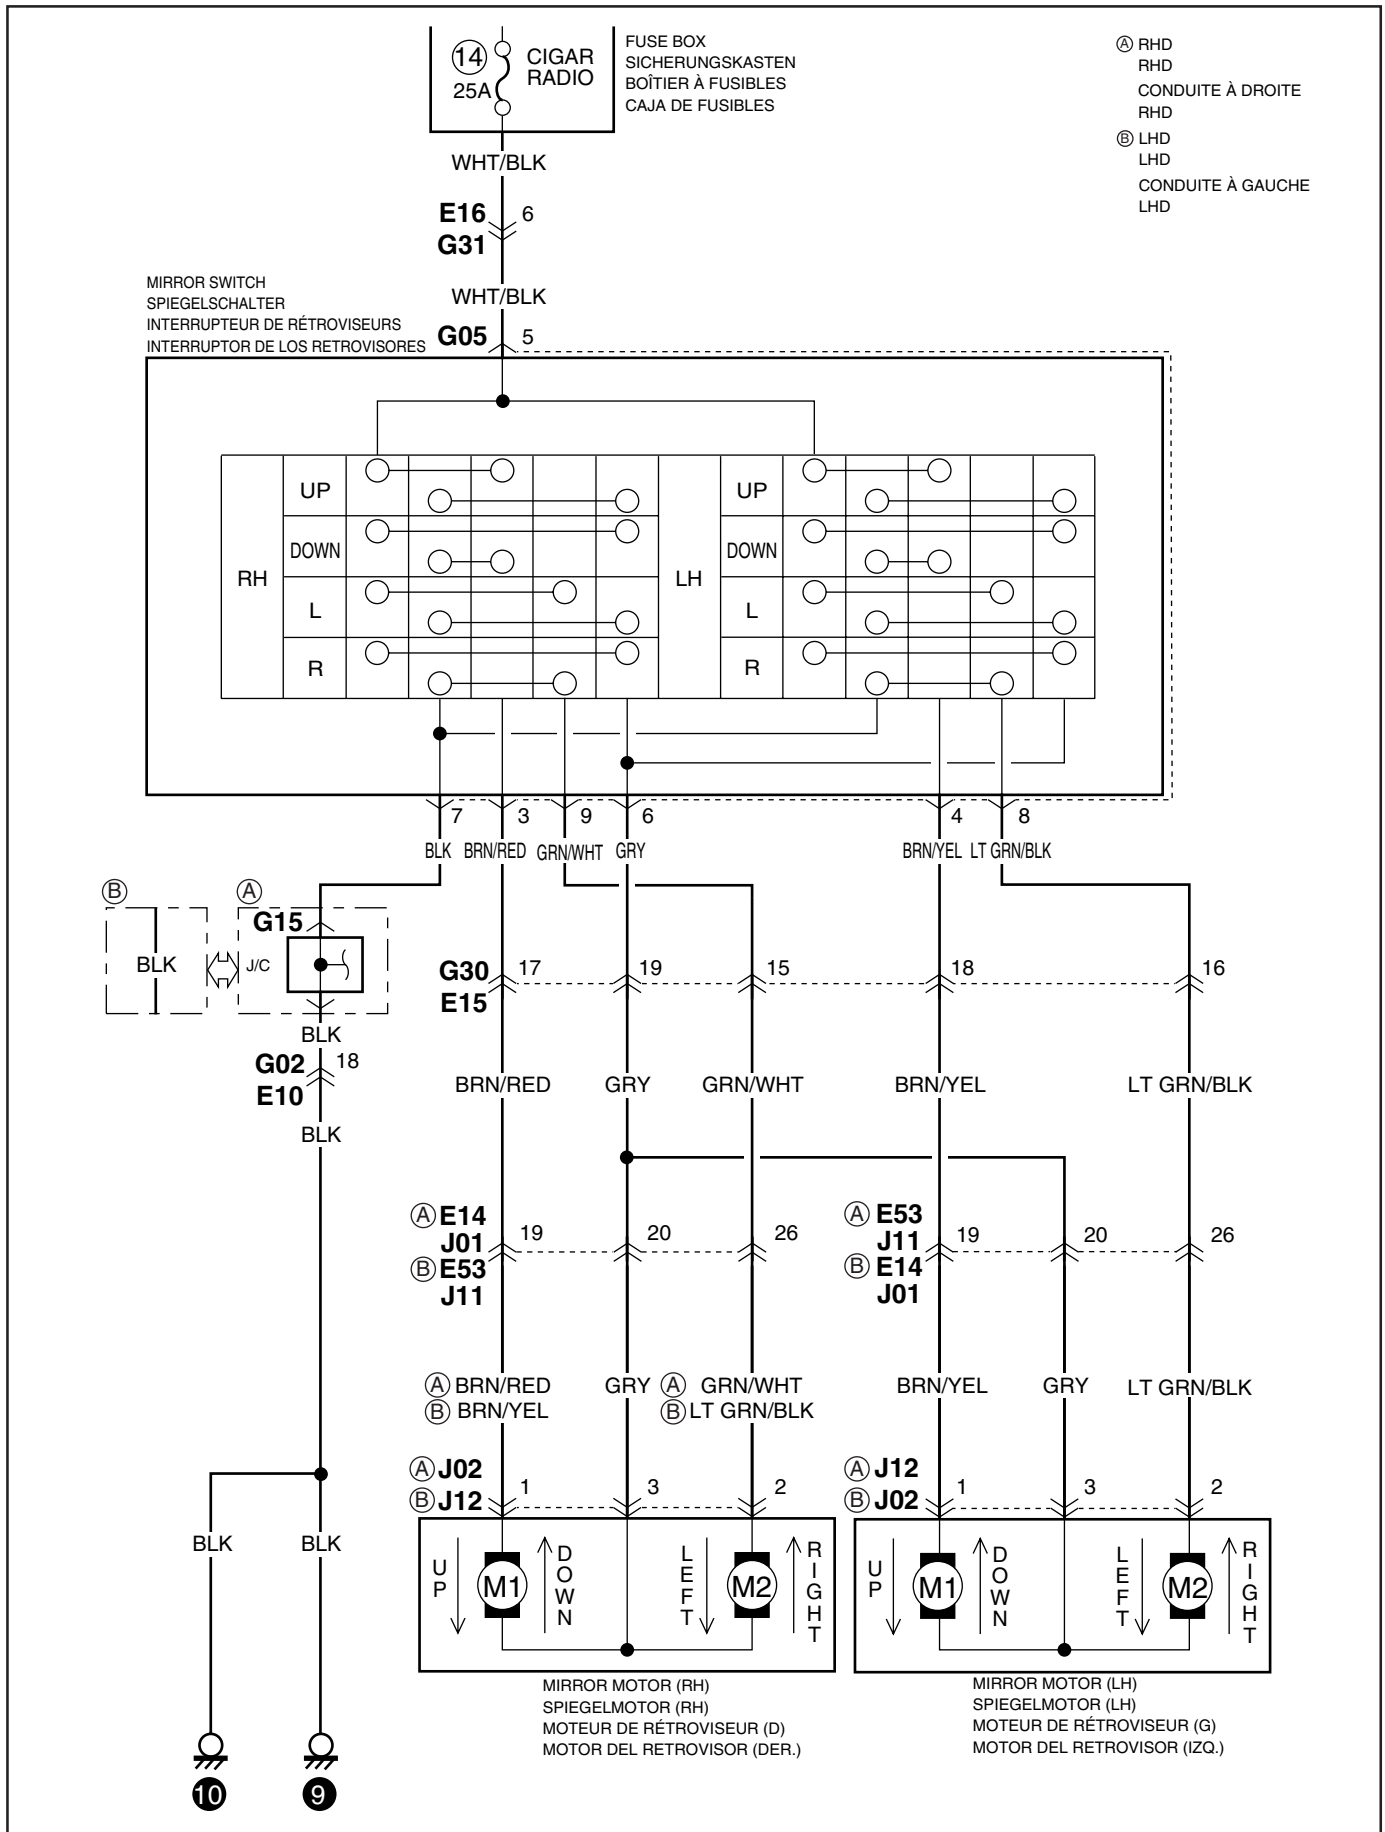 14
25A
CIGAR
RADIO
FUSE BOX
SICHERUNGSKASTEN
BOÎTIER À FUSIBLES
CAJA DE FUSIBLES
Ⓐ RHD
RHD
CONDUITE À DROITE
RHD
Ⓑ LHD
LHD
CONDUITE À GAUCHE
LHD
WHT/BLK
E16 6
G31
WHT/BLK
MIRROR SWITCH
SPIEGELSCHALTER
INTERRUPTEUR DE RÉTROVISEURS
INTERRUPTOR DE LOS RETROVISORES
G05 5
RH
UP
DOWN
L
R
LH
UP
DOWN
L
R
7 3 9 6 4 8
BLK BRN/RED GRN/WHT GRY BRN/YEL LT GRN/BLK
Ⓑ Ⓐ
G15
BLK J/C
BLK
G02 18
E10
BLK
G30 17 19 15 18 16
E15
BRN/RED GRY GRN/WHT BRN/YEL LT GRN/BLK
Ⓐ E14
J01 19 20 26
Ⓑ E53
J11
Ⓐ E53
J11 19 20 26
Ⓑ E14
J01
Ⓐ BRN/RED GRY Ⓐ GRN/WHT BRN/YEL GRY LT GRN/BLK
Ⓑ BRN/YEL Ⓑ LT GRN/BLK
Ⓐ J02
Ⓑ J12 1 3 2
Ⓐ J12
Ⓑ J02 1 3 2
BLK BLK
UP M1 DOWN LEFT M2 RIGHT
UP M1 DOWN LEFT M2 RIGHT
MIRROR MOTOR (RH)
SPIEGELMOTOR (RH)
MOTEUR DE RÉTROVISEUR (D)
MOTOR DEL RETROVISOR (DER.)
MIRROR MOTOR (LH)
SPIEGELMOTOR (LH)
MOTEUR DE RÉTROVISEUR (G)
MOTOR DEL RETROVISOR (IZQ.)
10 9